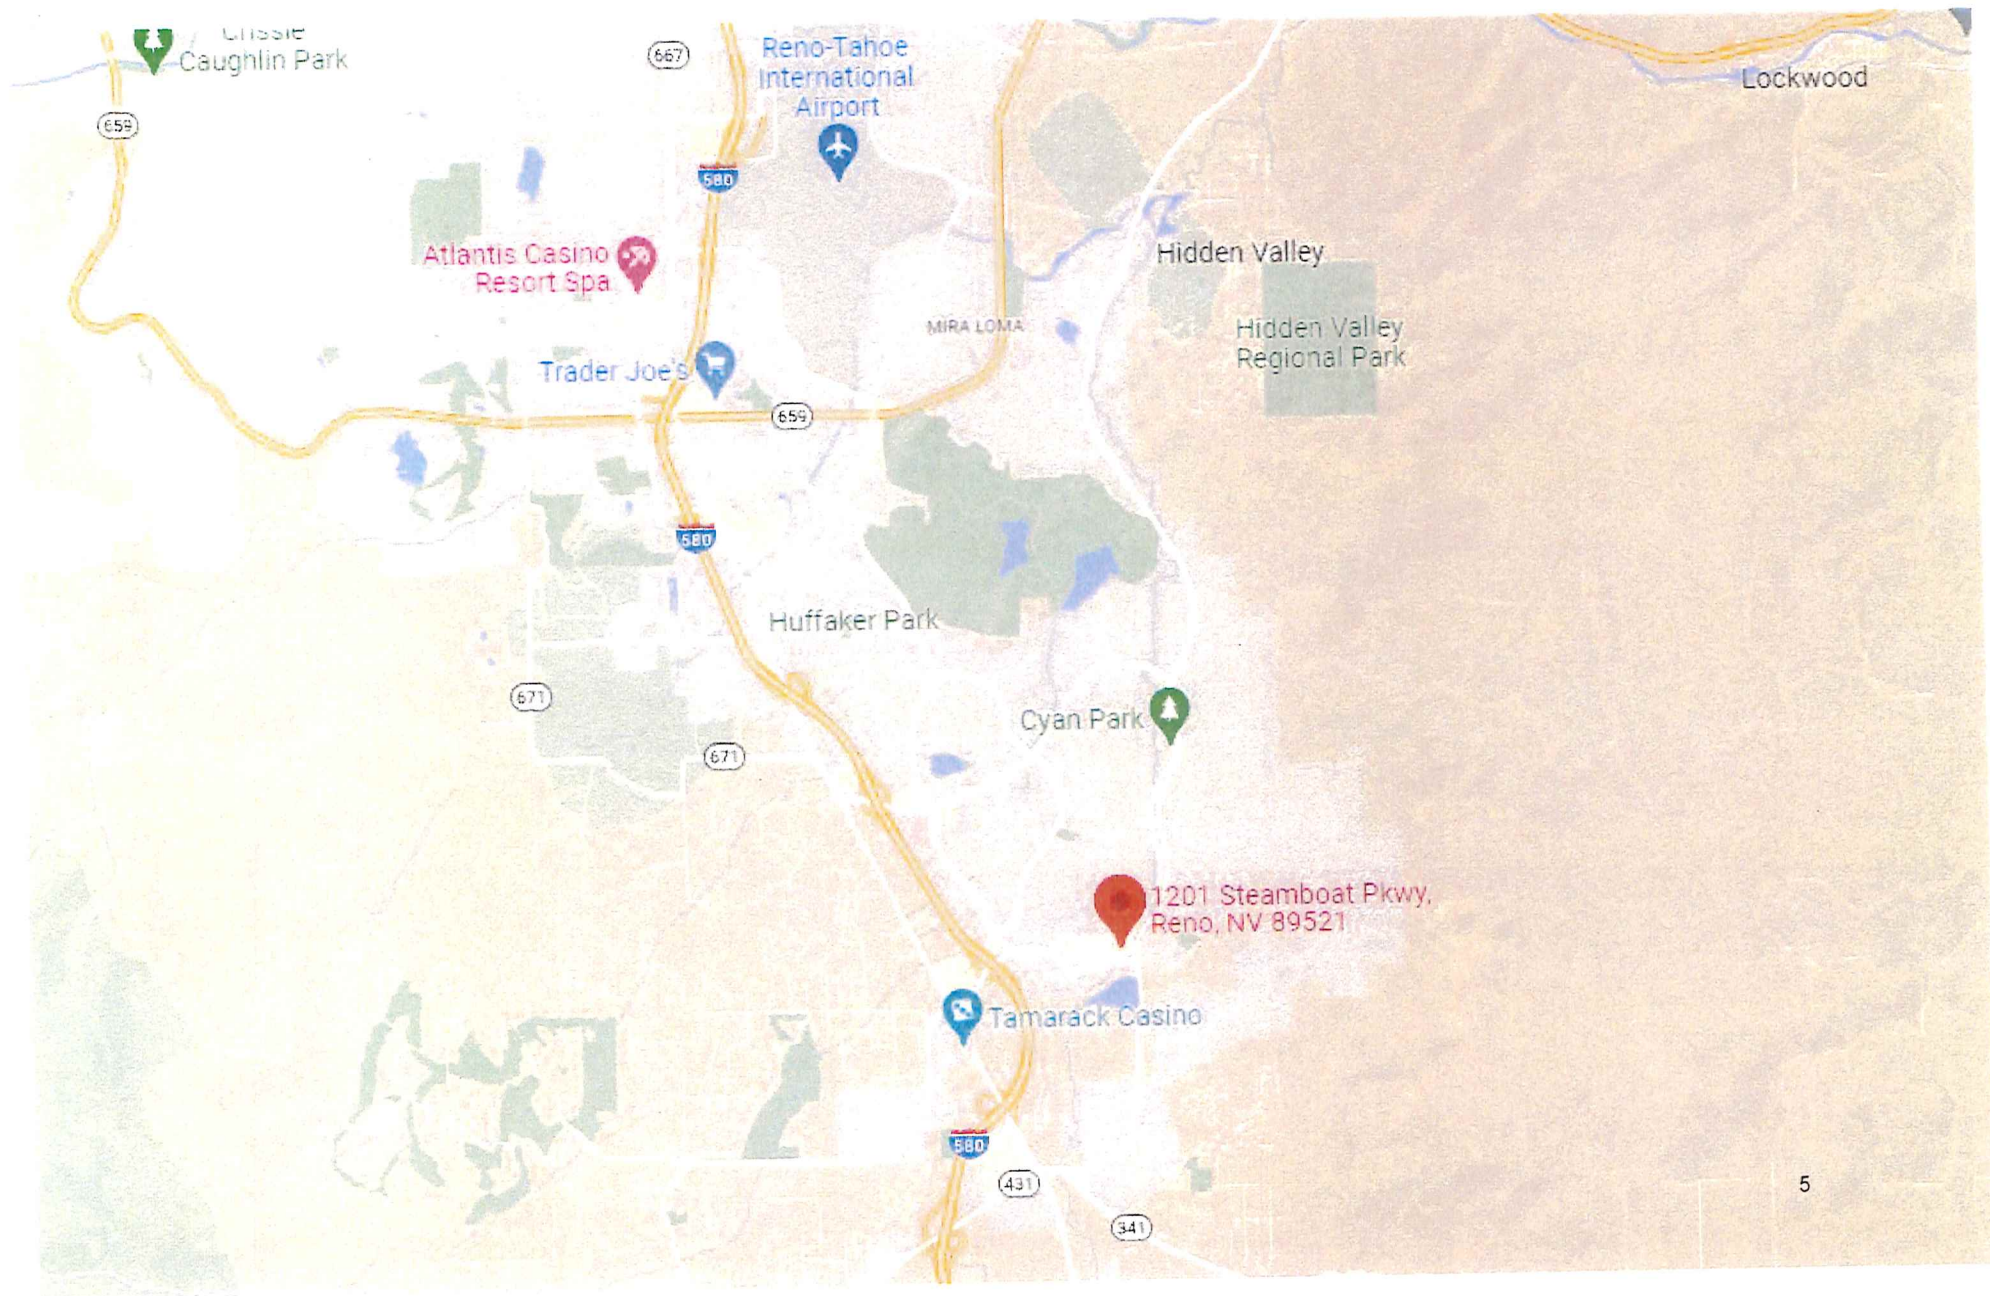 Crissie
Caughlin Park
667
Reno-Tahoe
International
Airport
Lockwood
659
580
Atlantis Casino
Resort Spa
Hidden Valley
MIRA LOMA
Hidden Valley
Regional Park
Trader Joe's
659
580
Huffaker Park
671
Cyan Park
671
1201 Steamboat Pkwy,
Reno, NV 89521
Tamarack Casino
580
431
5
341